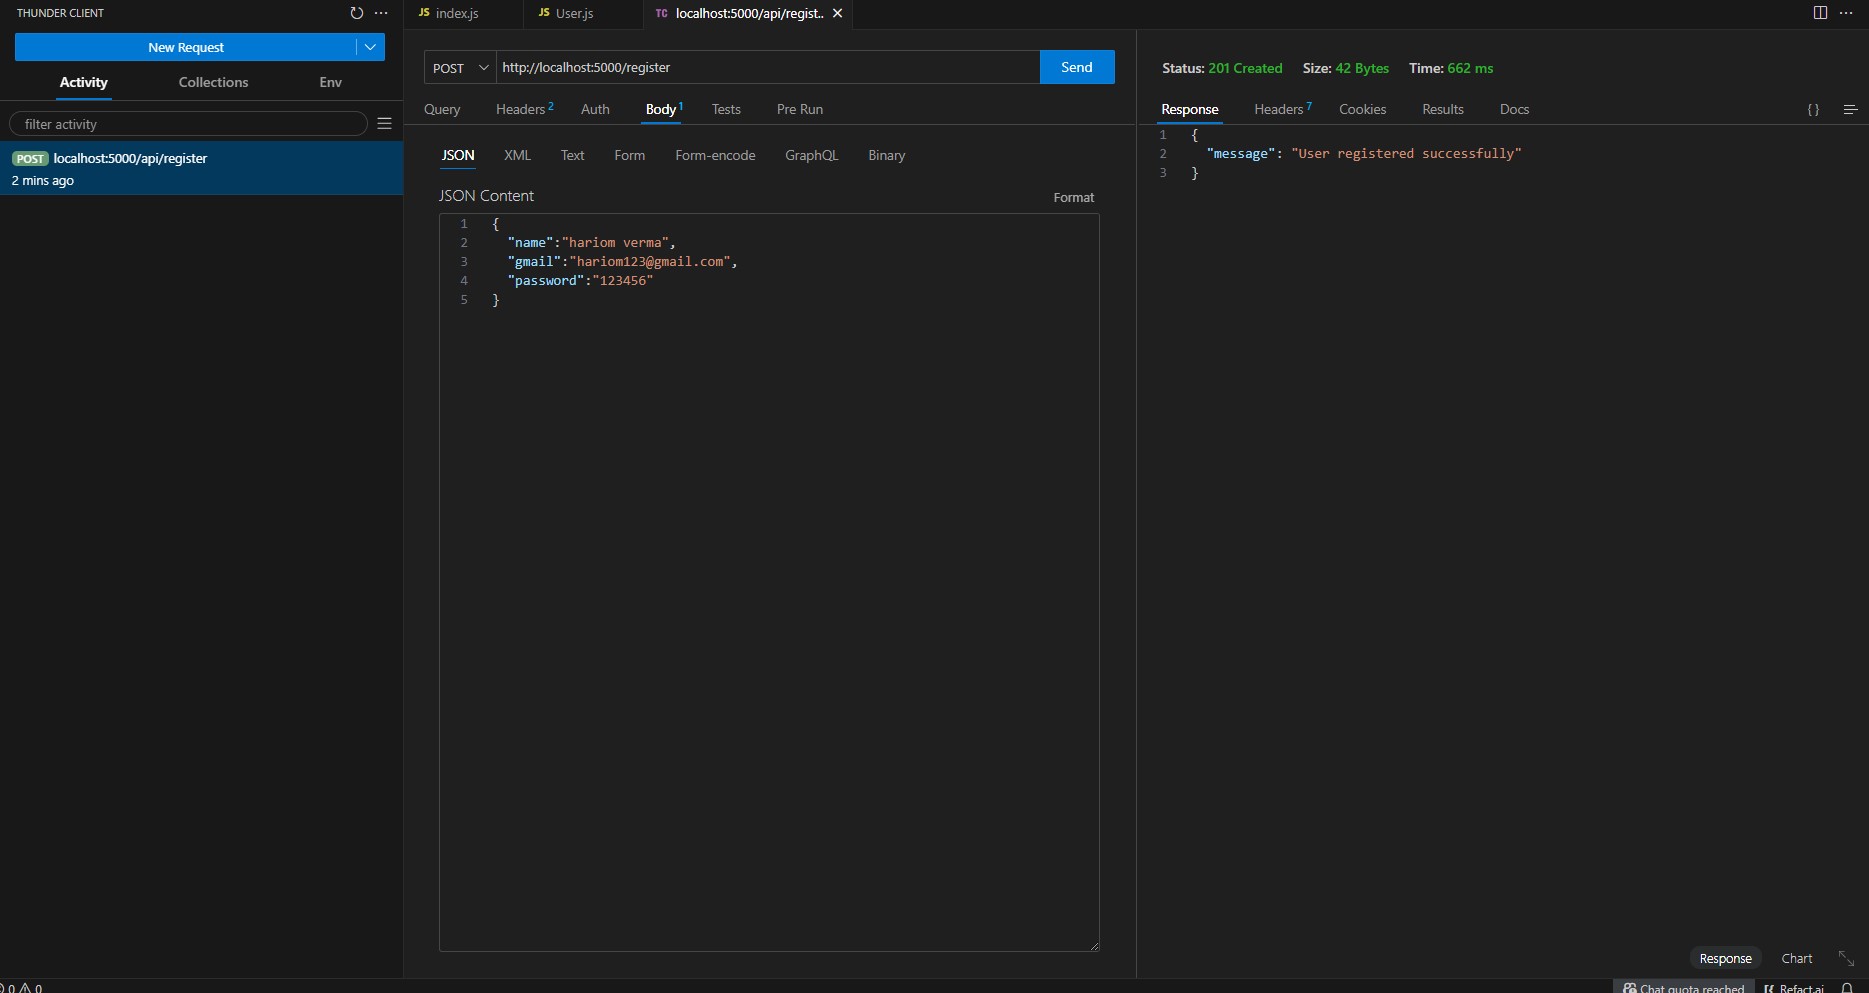 THUNDER CLIENT
New Request
Activity Collections Env
filter activity
POST localhost:5000/api/register
2 mins ago
JS index.js JS User.js TC localhost:5000/api/regist..
POST http://localhost:5000/register Send
Query Headers 2 Auth Body 1 Tests Pre Run
JSON XML Text Form Form-encode GraphQL Binary
JSON Content Format
1 {
2 "name":"hariom verma",
3 "gmail":"hariom123@gmail.com",
4 "password":"123456"
5 }
Status: 201 Created Size: 42 Bytes Time: 662 ms
Response Headers 7 Cookies Results Docs { }
1 {
2 "message": "User registered successfully"
3 }
Response Chart
0 0 Chat quota reached Refact.ai